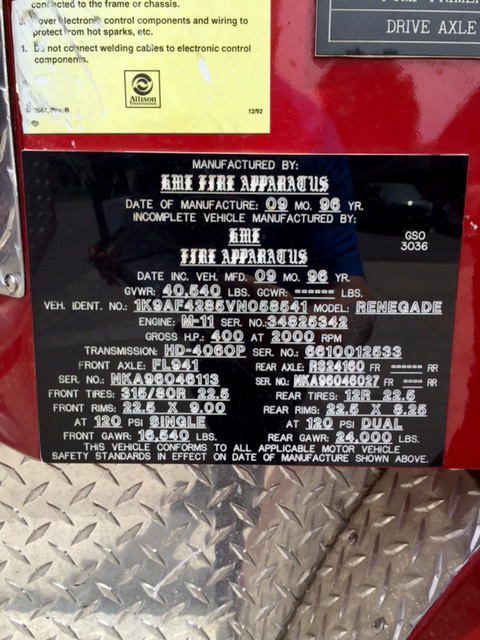 connected to the frame or chassis.
3. over electronic control components and wiring to
protect from hot sparks, etc.
4. Do not connect welding cables to electronic control
components.
Allison
Transmission
12/92
DRIVE AXLE
MANUFACTURED BY:
KME FIRE APPARATUS
DATE OF MANUFACTURE: 09 MO. 96 YR.
INCOMPLETE VEHICLE MANUFACTURED BY:
KME
FIRE APPARATUS
GSO
3036
DATE INC. VEH. MFD. 09 MO. 96 YR.
GVWR: 40,540 LBS. GCWR: ------ LBS.
VEH. IDENT. NO.: 1K9AF4285VN058541 MODEL: RENEGADE
ENGINE: M-11 SER. NO.: 34825342
GROSS H.P. 400 AT 2000 RPM
TRANSMISSION: HD-4060P SER. NO. 6610012533
FRONT AXLE: FL941 REAR AXLE: RS24160 FR ------ RR
SER. NO.: NKA96046113 SER. NO.: NKA96046027 FR ---- RR
FRONT TIRES: 315/80R 22.5 REAR TIRES: 12R 22.5
FRONT RIMS: 22.5 X 9.00 REAR RIMS: 22.5 X 8.25
AT 120 PSI SINGLE AT 120 PSI DUAL
FRONT GAWR: 16,540 LBS. REAR GAWR: 24,000 LBS.
THIS VEHICLE CONFORMS TO ALL APPLICABLE MOTOR VEHICLE
SAFETY STANDARDS IN EFFECT ON DATE OF MANUFACTURE SHOWN ABOVE.